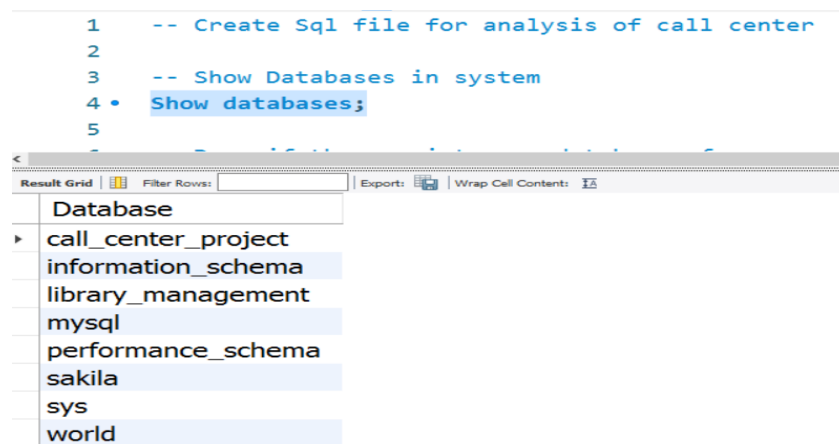 1 -- Create Sql file for analysis of call center
2
3 -- Show Databases in system
4 Show databases;
5
Result Grid Filter Rows: Export: Wrap Cell Content:
Database
call_center_project
information_schema
library_management
mysql
performance_schema
sakila
sys
world